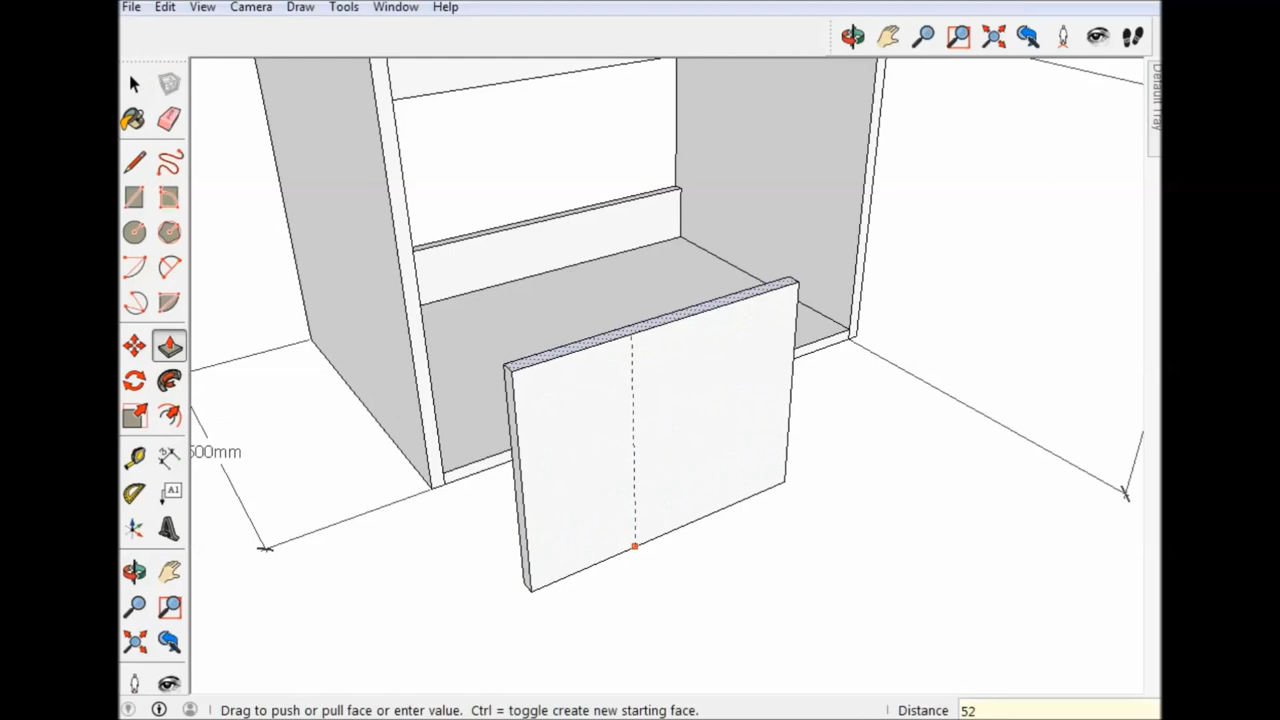 File Edit View Camera Draw Tools Window Help
Default Tray
500mm
A1
Drag to push or pull face or enter value. Ctrl = toggle create new starting face.
Distance 52